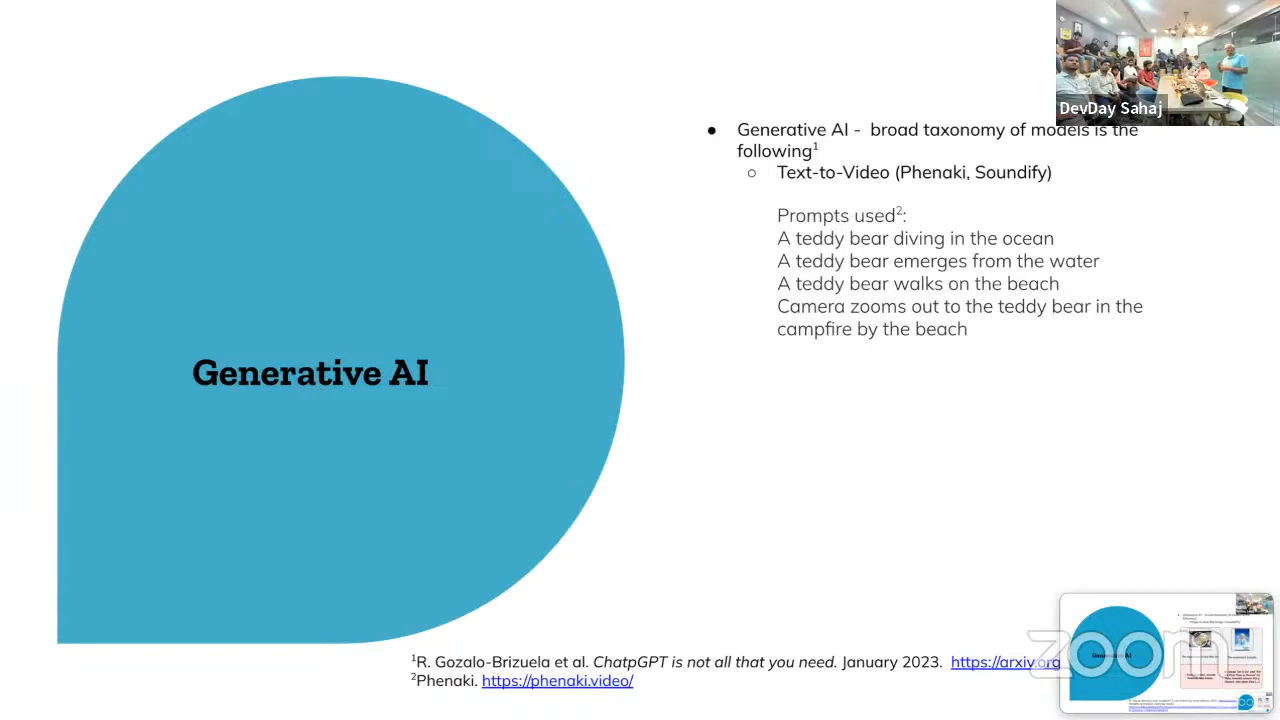 DevDay Sahaj
● Generative AI - broad taxonomy of models is the
following¹
○ Text-to-Video (Phenaki, Soundify)
Prompts used²:
A teddy bear diving in the ocean
A teddy bear emerges from the water
A teddy bear walks on the beach
Camera zooms out to the teddy bear in the
campfire by the beach
Generative AI
¹R. Gozalo-Brizuela et al. ChatpGPT is not all that you need. January 2023. https://arxiv.org
²Phenaki. https://phenaki.video/
zoom
Generative AI